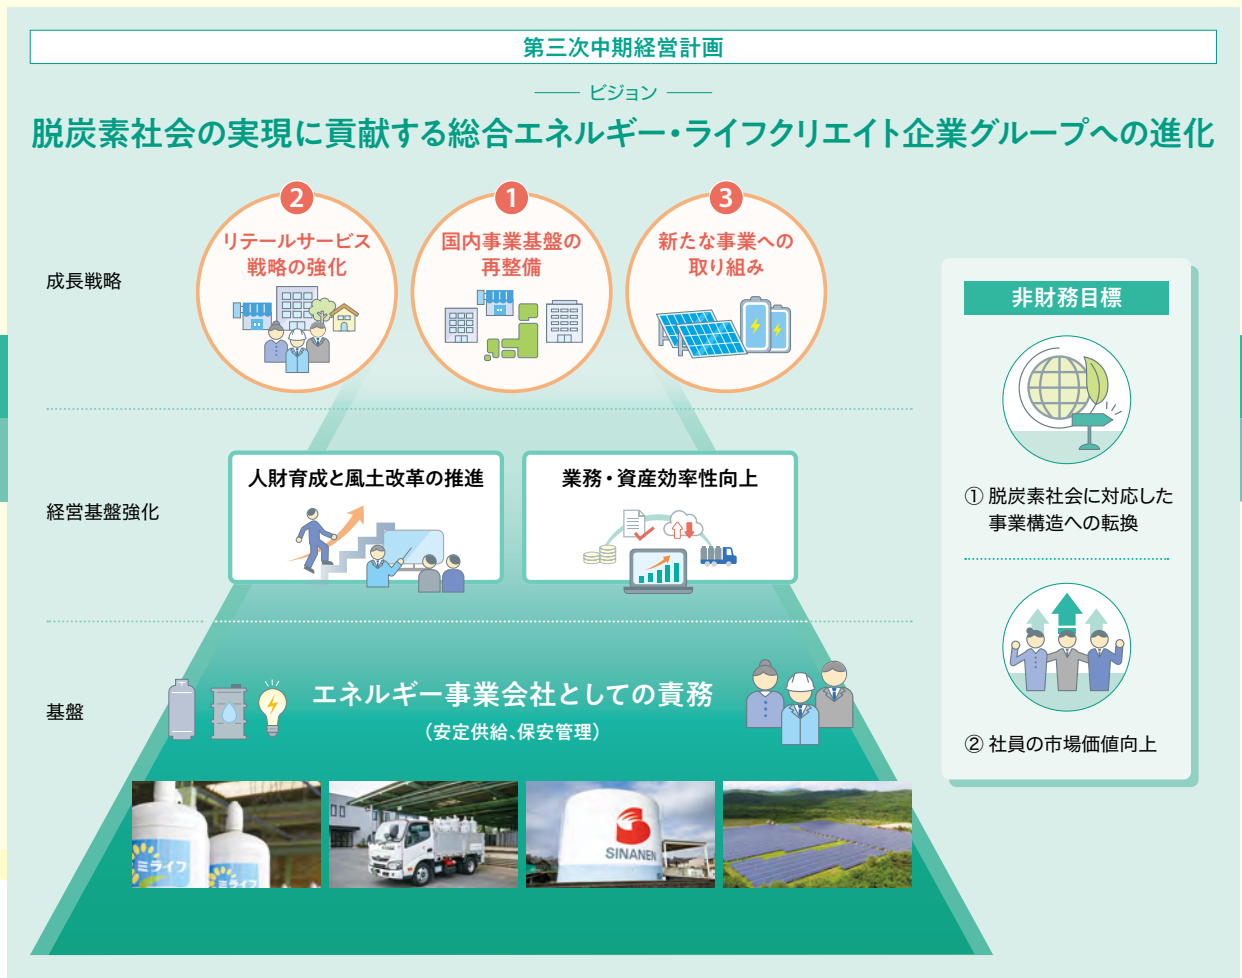 第三次中期経営計画
ビジョン
脱炭素社会の実現に貢献する総合エネルギー・ライフクリエイト企業グループへの進化
成長戦略
2
リテールサービス
戦略の強化
1
国内事業基盤の
再整備
3
新たな事業への
取り組み
経営基盤強化
人財育成と風土改革の推進
業務・資産効率性向上
基盤
エネルギー事業会社としての責務
（安定供給、保安管理）
ミライフ
ミライフ
SINANEN
非財務目標
① 脱炭素社会に対応した
事業構造への転換
② 社員の市場価値向上